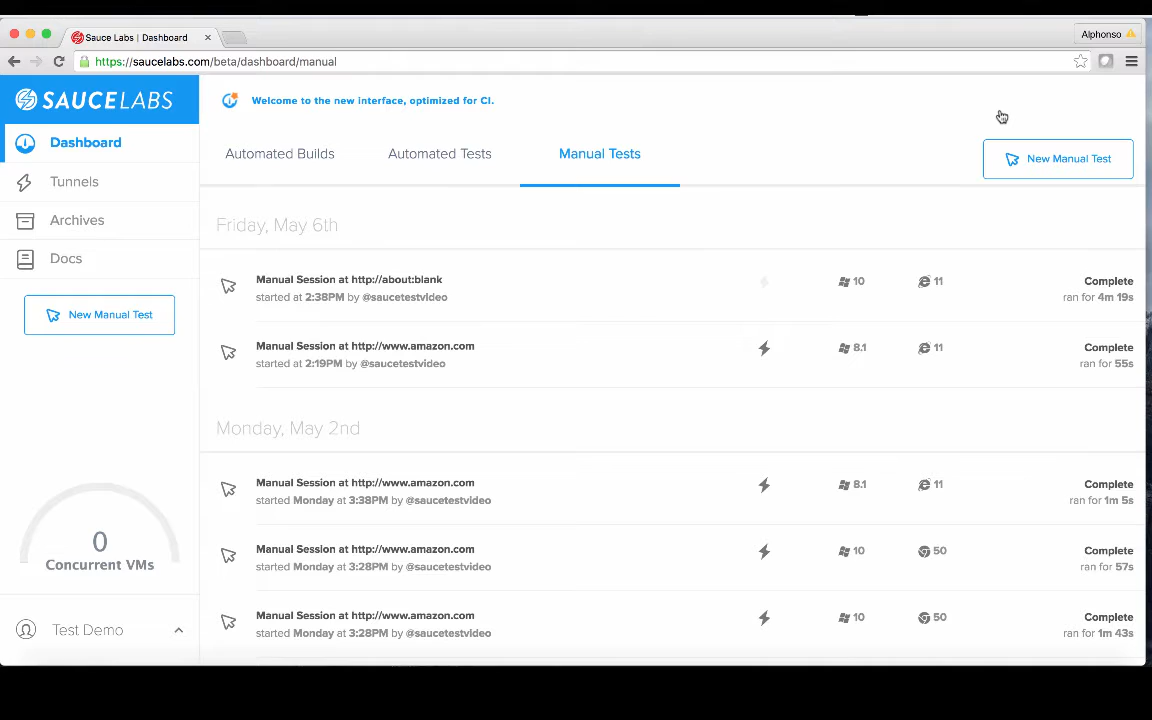 Sauce Labs | Dashboard
Alphonso
https://saucelabs.com/beta/dashboard/manual
SAUCELABS
Welcome to the new interface, optimized for CI.
Dashboard
Tunnels
Archives
Docs
New Manual Test
Automated Builds
Automated Tests
Manual Tests
New Manual Test
Friday, May 6th
Manual Session at http://about:blank
started at 2:38PM by @saucetestvideo
10
11
Complete
ran for 4m 19s
Manual Session at http://www.amazon.com
started at 2:19PM by @saucetestvideo
8.1
11
Complete
ran for 55s
Monday, May 2nd
Manual Session at http://www.amazon.com
started Monday at 3:38PM by @saucetestvideo
8.1
11
Complete
ran for 1m 5s
Manual Session at http://www.amazon.com
started Monday at 3:28PM by @saucetestvideo
10
50
Complete
ran for 57s
Manual Session at http://www.amazon.com
started Monday at 3:28PM by @saucetestvideo
10
50
Complete
ran for 1m 43s
0
Concurrent VMs
Test Demo